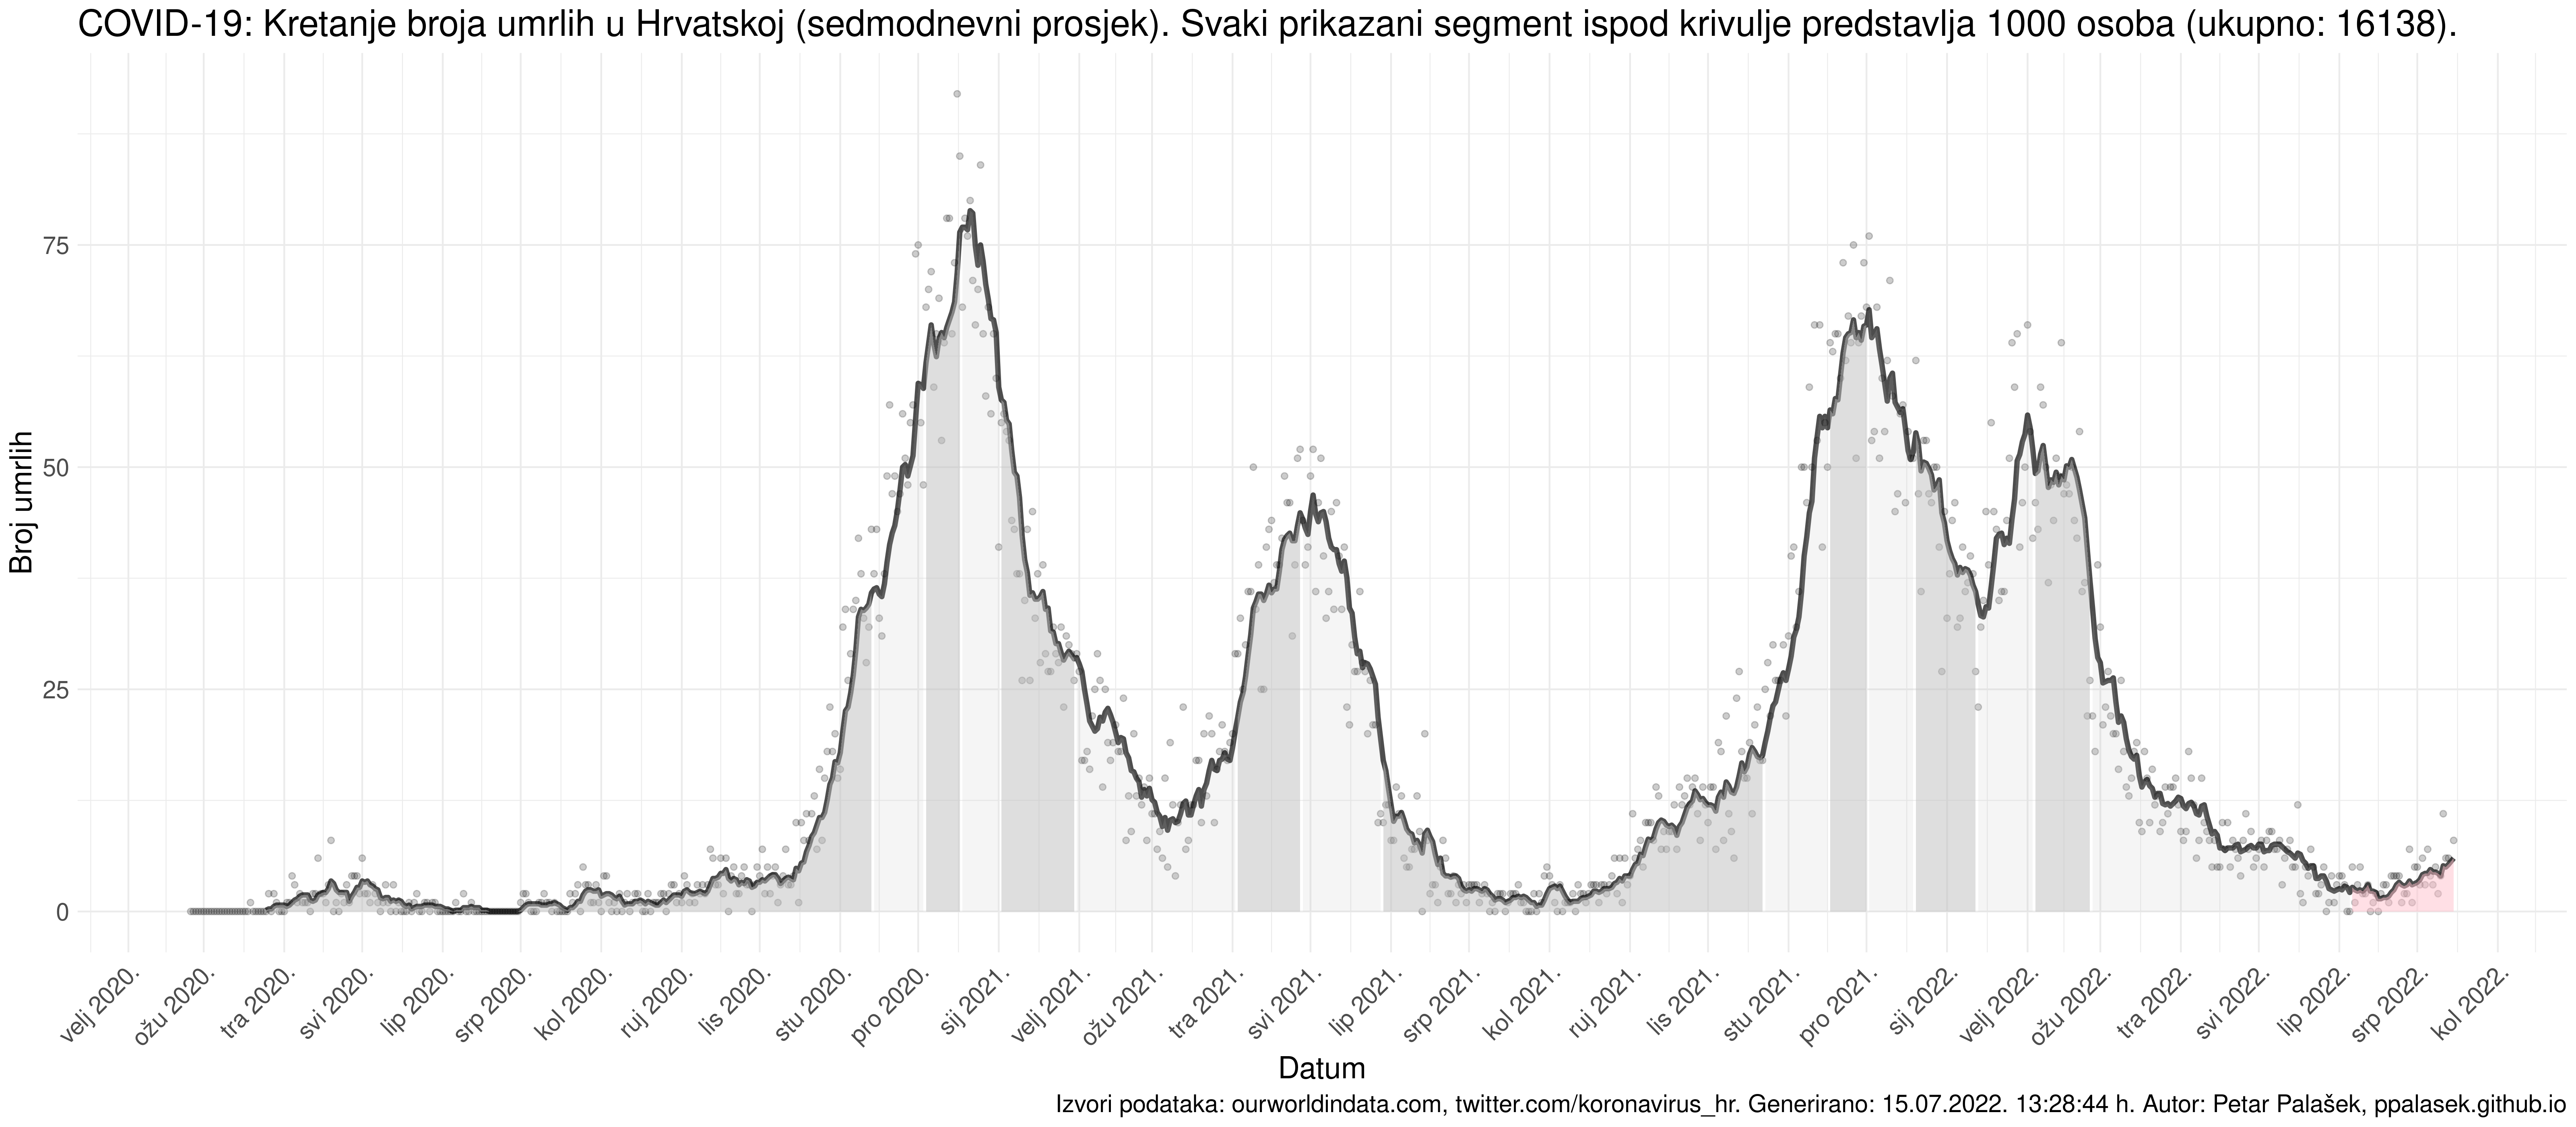 COVID-19: Kretanje broja umrlih u Hrvatskoj (sedmodnevni prosjek). Svaki prikazani segment ispod krivulje predstavlja 1000 osoba (ukupno: 16138).
Broj umrlih
75
50
25
0
velj 2020.
ožu 2020.
tra 2020.
svi 2020.
lip 2020.
srp 2020.
kol 2020.
ruj 2020.
lis 2020.
stu 2020.
pro 2020.
sij 2021.
velj 2021.
ožu 2021.
tra 2021.
svi 2021.
lip 2021.
srp 2021.
kol 2021.
ruj 2021.
lis 2021.
stu 2021.
pro 2021.
sij 2022.
velj 2022.
ožu 2022.
tra 2022.
svi 2022.
lip 2022.
srp 2022.
kol 2022.
Datum
Izvori podataka: ourworldindata.com, twitter.com/koronavirus_hr. Generirano: 15.07.2022. 13:28:44 h. Autor: Petar Palašek, ppalasek.github.io